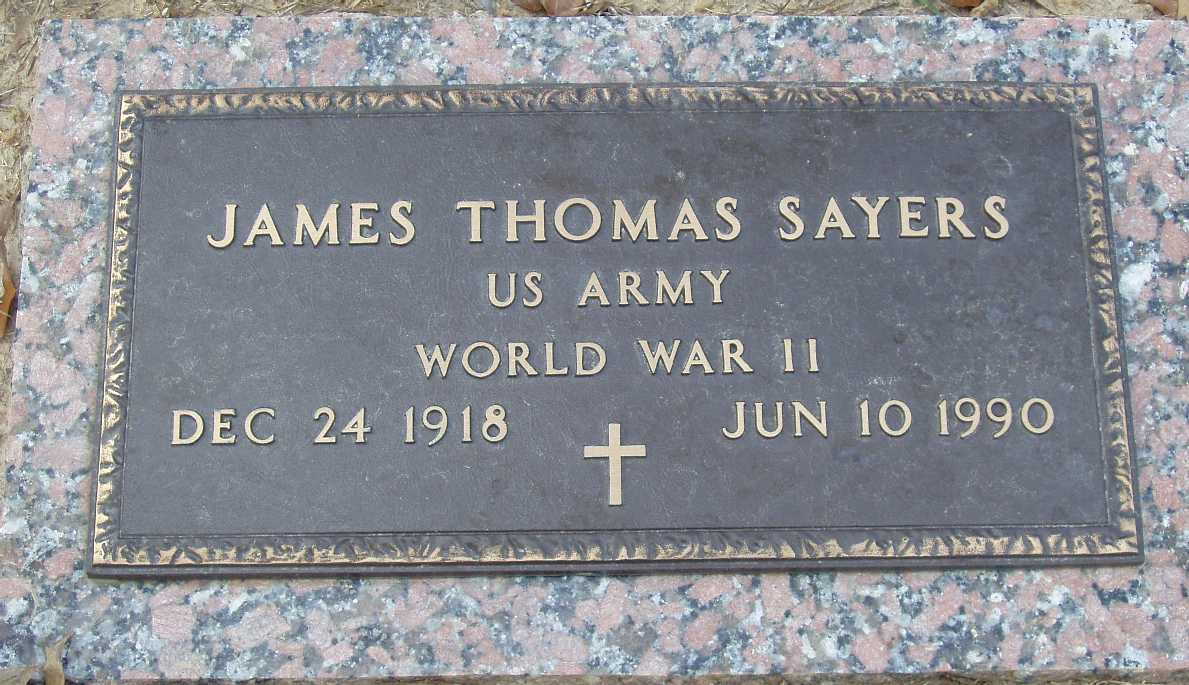 JAMES THOMAS SAYERS
US ARMY
WORLD WAR II
DEC 24 1918 JUN 10 1990